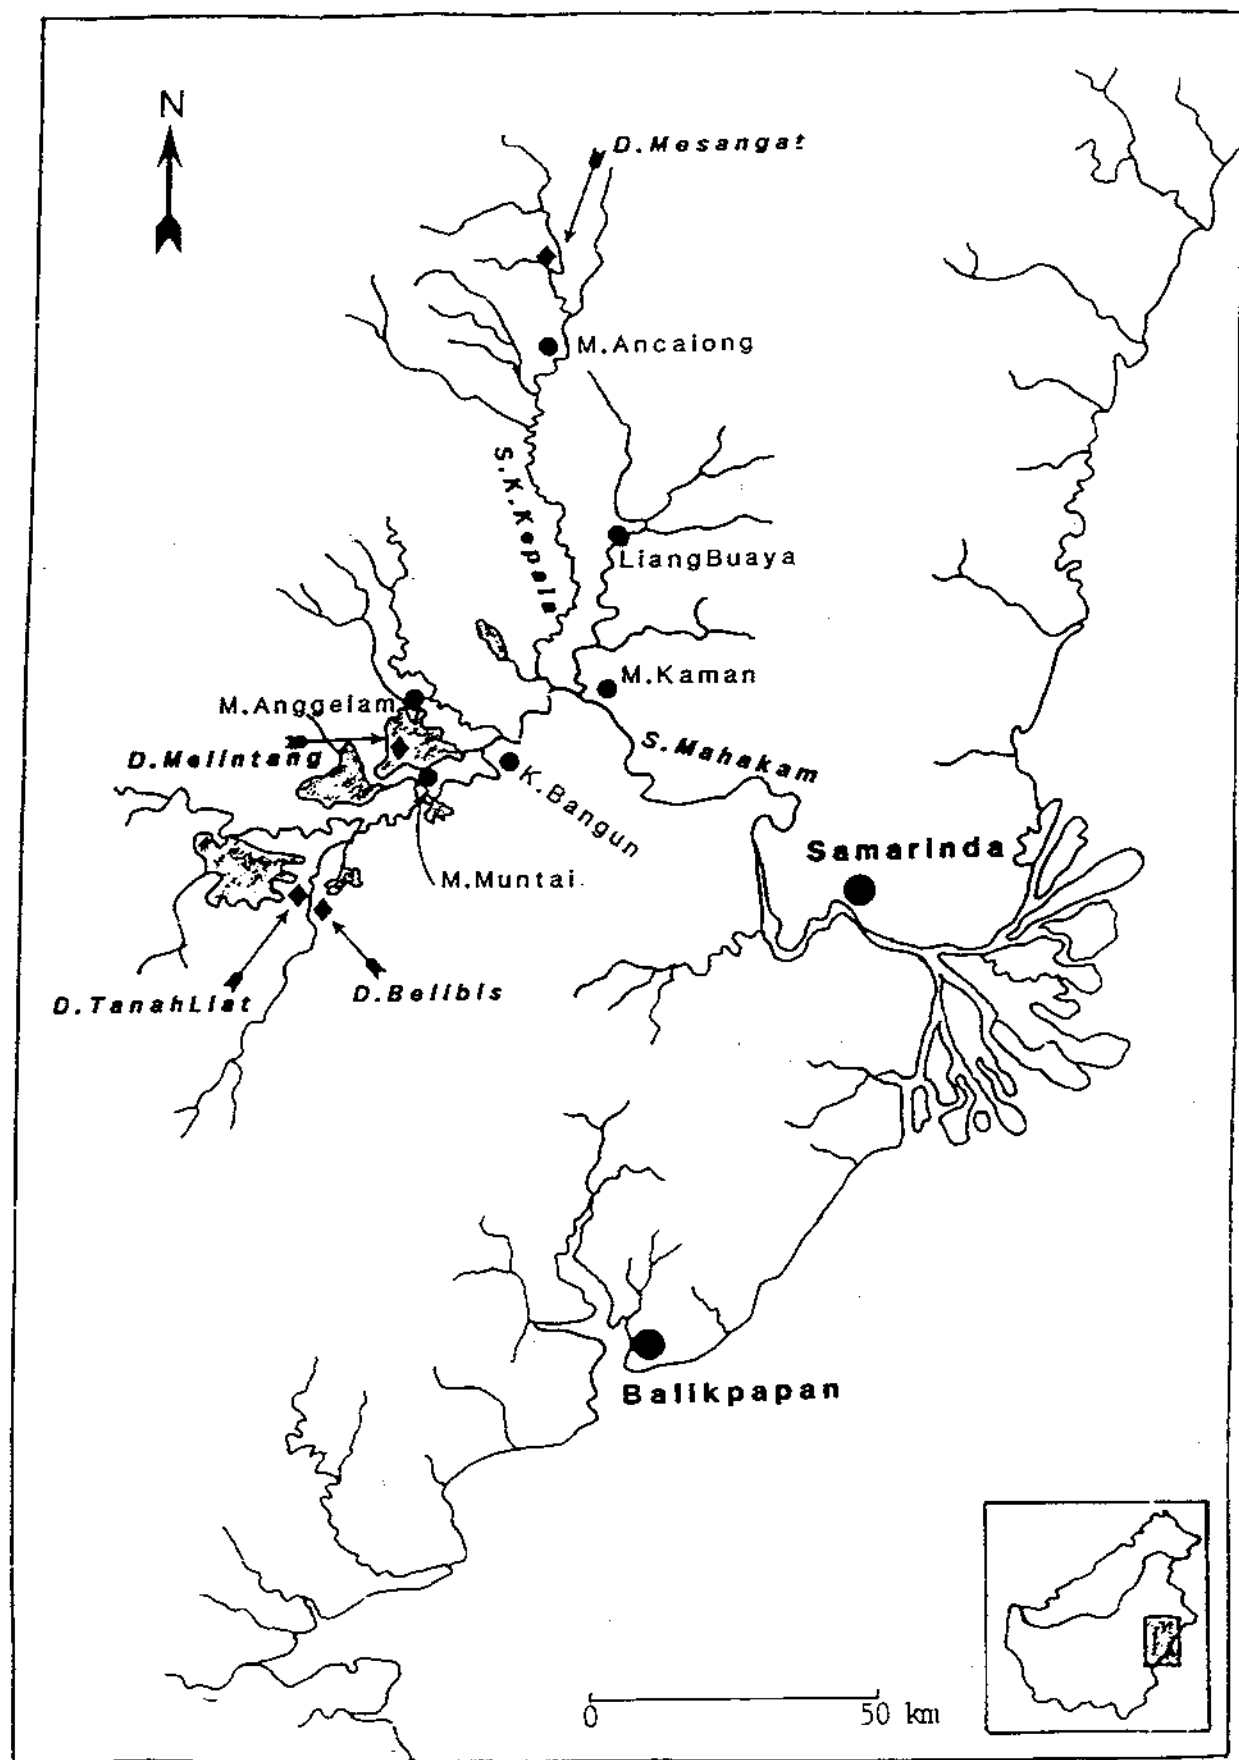 N
D.Mesangat
M.Ancalong
S.K.Kepala
LiangBuaya
M.Kaman
M.Anggelam
D.Melintang
S.Mahakam
K.Bangun
Samarinda
M.Muntai
D.TanahLiat
D.Belibis
Balikpapan
0 50 km